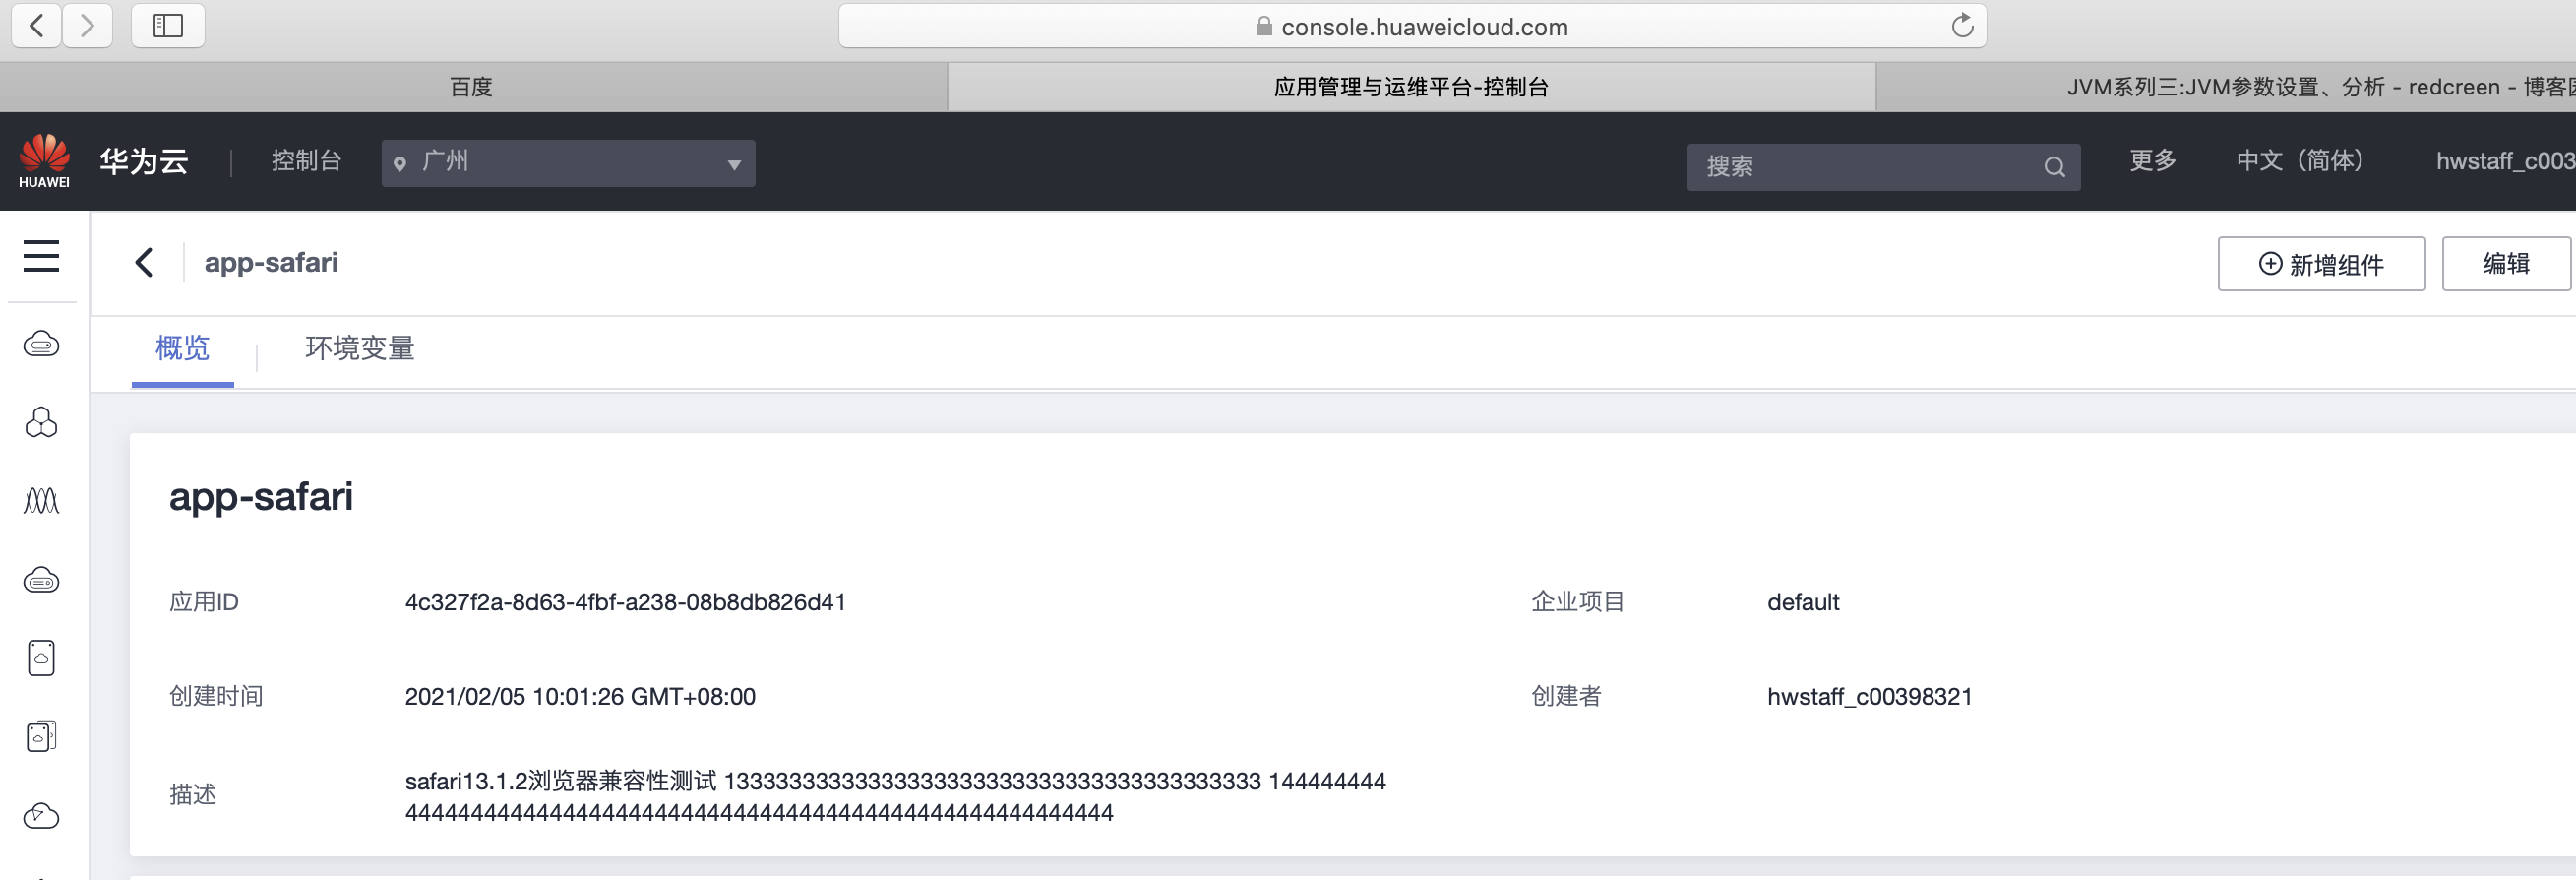 console.huaweicloud.com
百度
应用管理与运维平台-控制台
JVM系列三:JVM参数设置、分析 - redcreen - 博客
HUAWEI
华为云
控制台
广州
搜索
更多
中文（简体）
hwstaff_c003
app-safari
新增组件
编辑
概览
环境变量
app-safari
应用ID
4c327f2a-8d63-4fbf-a238-08b8db826d41
企业项目
default
创建时间
2021/02/05 10:01:26 GMT+08:00
创建者
hwstaff_c00398321
描述
safari13.1.2浏览器兼容性测试 13333333333333333333333333333333333333333 144444444
444444444444444444444444444444444444444444444444444444